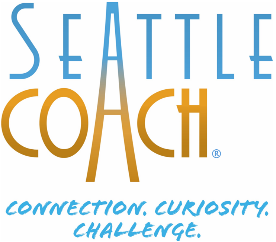 SEATTLE
COACH®
CONNECTION. CURIOSITY.
CHALLENGE.